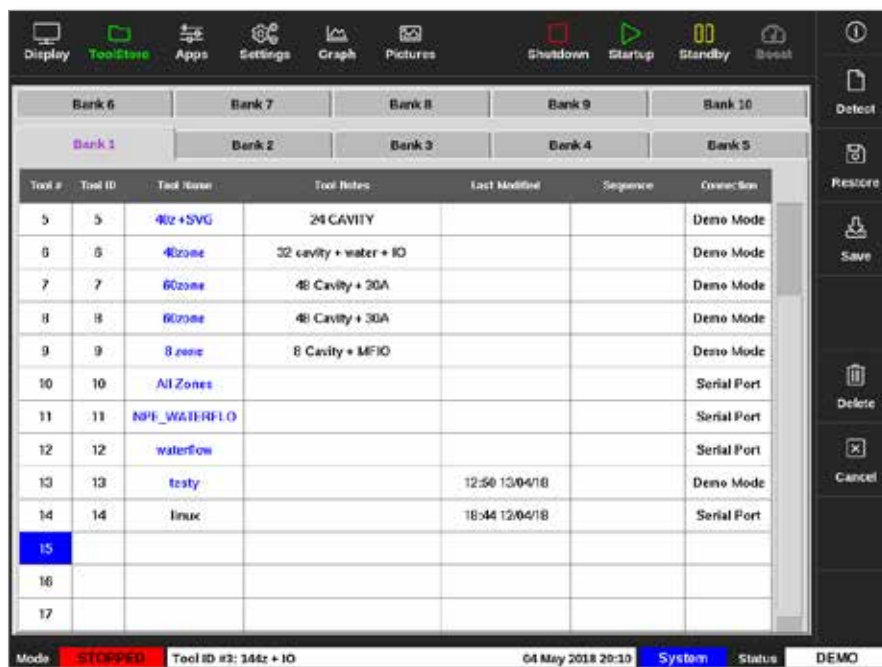 Display ToolStore Apps Settings Graph Pictures Shutdown Startup Standby Boost
Detect
Restore
Save
Delete
Cancel
Bank 6 Bank 7 Bank 8 Bank 9 Bank 10
Bank 1 Bank 2 Bank 3 Bank 4 Bank 5
Tool # Tool ID Tool Name Tool Notes Last Modified Sequence Connection
5 5 40z +SVG 24 CAVITY Demo Mode
6 6 40zone 32 cavity + water + IO Demo Mode
7 7 60zone 48 Cavity + 30A Demo Mode
8 8 60zone 48 Cavity + 30A Demo Mode
9 9 8 zone 8 Cavity + MFIO Demo Mode
10 10 All Zones Serial Port
11 11 NPE_WATERFLO Serial Port
12 12 waterflow Serial Port
13 13 testy 12:50 13/04/18 Demo Mode
14 14 linux 18:44 12/04/18 Serial Port
15
16
17
Mode STOPPED Tool ID #3: 144z + IO 04 May 2018 20:10 System Status DEMO